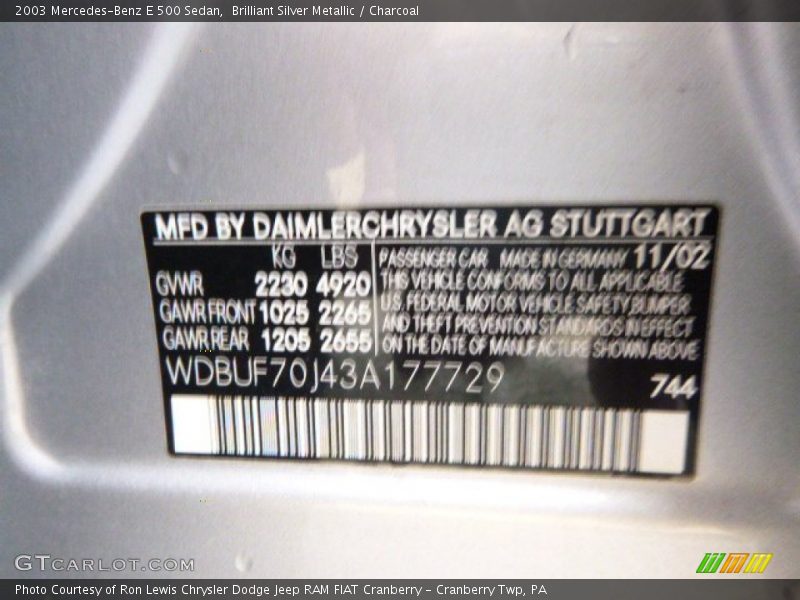 2003 Mercedes-Benz E 500 Sedan, Brilliant Silver Metallic / Charcoal
MFD BY DAIMLERCHRYSLER AG STUTTGART
KG LBS
GVWR 2230 4920
GAWR FRONT 1025 2265
GAWR REAR 1205 2655
PASSENGER CAR MADE IN GERMANY 11/02
THIS VEHICLE CONFORMS TO ALL APPLICABLE
U.S. FEDERAL MOTOR VEHICLE SAFETY BUMPER
AND THEFT PREVENTION STANDARDS IN EFFECT
ON THE DATE OF MANUFACTURE SHOWN ABOVE
WDBUF70J43A177729
744
GTCARLOT.COM
Photo Courtesy of Ron Lewis Chrysler Dodge Jeep RAM FIAT Cranberry - Cranberry Twp, PA